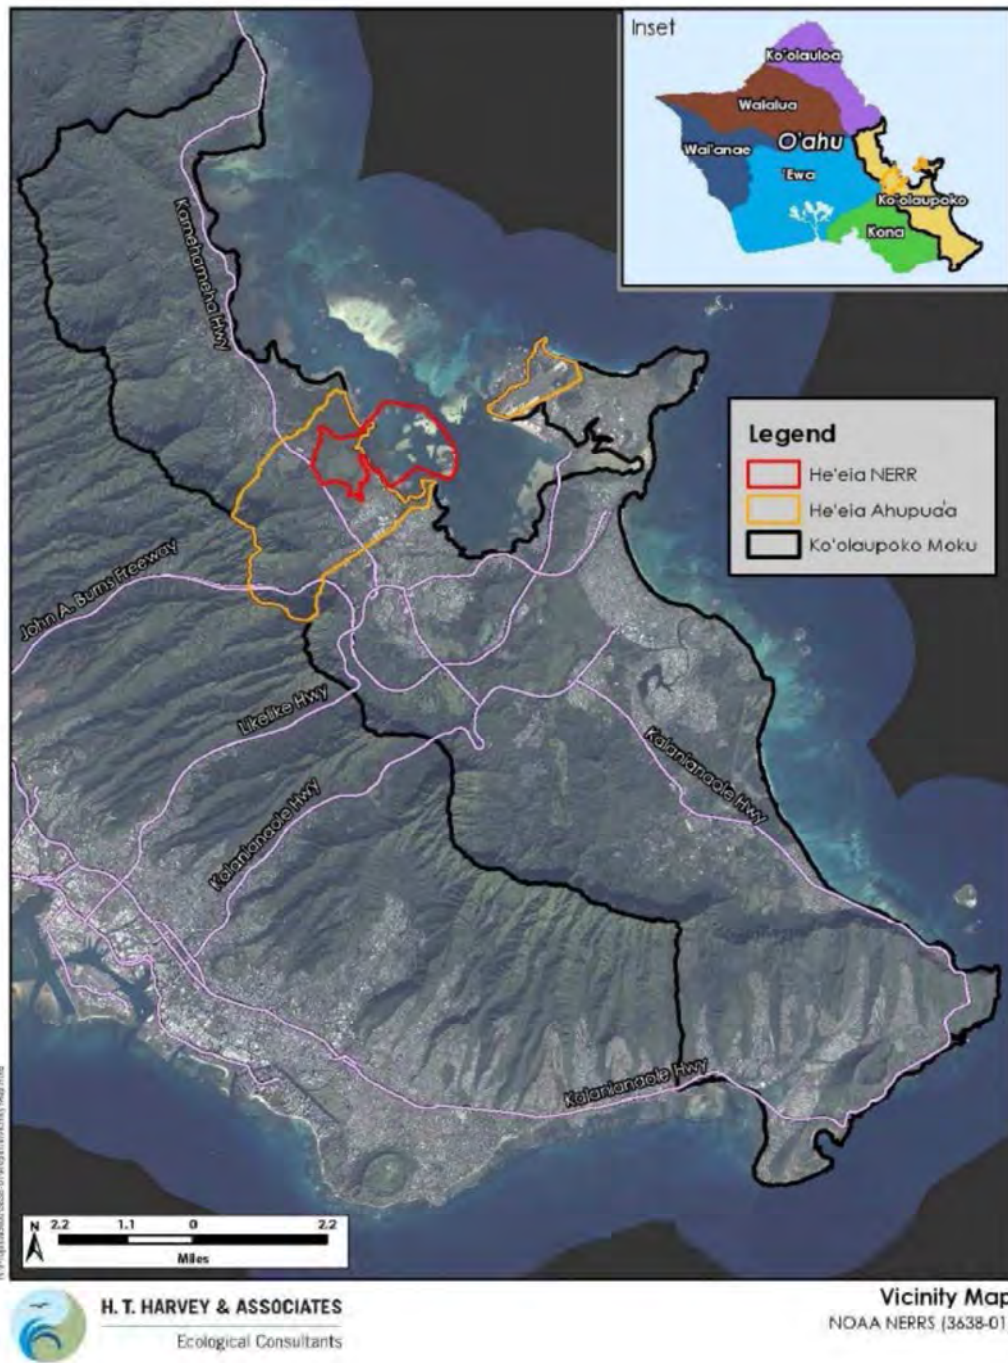 Inset
Ko'olauloa
Waialua
Wai'anae
O'ahu
'Ewa
Ko'olaupoko
Kona
Kamehameha Hwy
Legend
He'eia NERR
He'eia Ahupua'a
Ko'olaupoko Moku
John A. Burns Freeway
Likelike Hwy
Kalanianaole Hwy
Kalanianaole Hwy
Kalanianaole Hwy
N 2.2 1.1 0 2.2
Miles
H. T. HARVEY & ASSOCIATES
Ecological Consultants
Vicinity Map
NOAA NERRS (3638-01